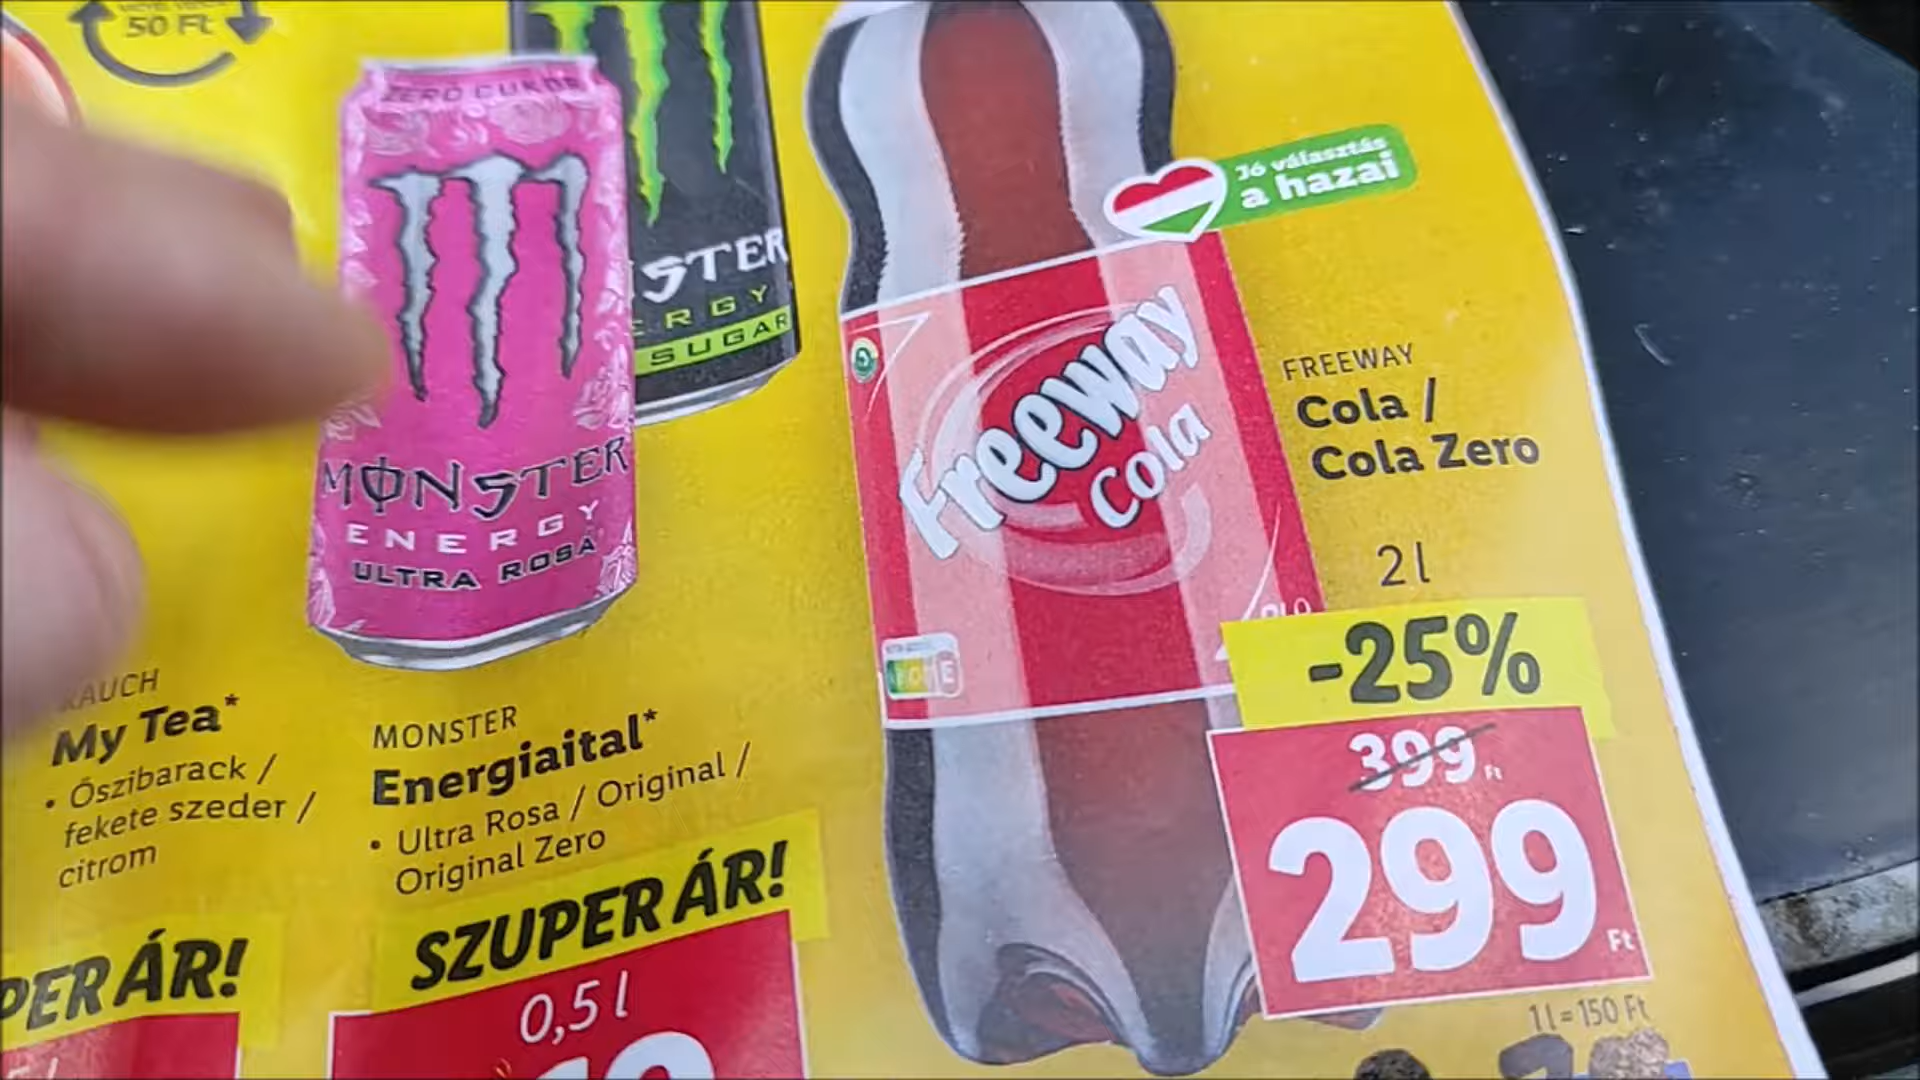 50 Ft
ZERO CUKOR
MONSTER
ENERGY
ULTRA ROSA
STER
ERGY
SUGAR
Jó választás
a hazai
Freeway
Cola
FREEWAY
Cola /
Cola Zero
2 l
-25%
399 Ft
299 Ft
1 l = 150 Ft
RAUCH
My Tea*
• Őszibarack /
fekete szeder /
citrom
PER ÁR!
MONSTER
Energiaital*
• Ultra Rosa / Original /
Original Zero
SZUPER ÁR!
0,5 l